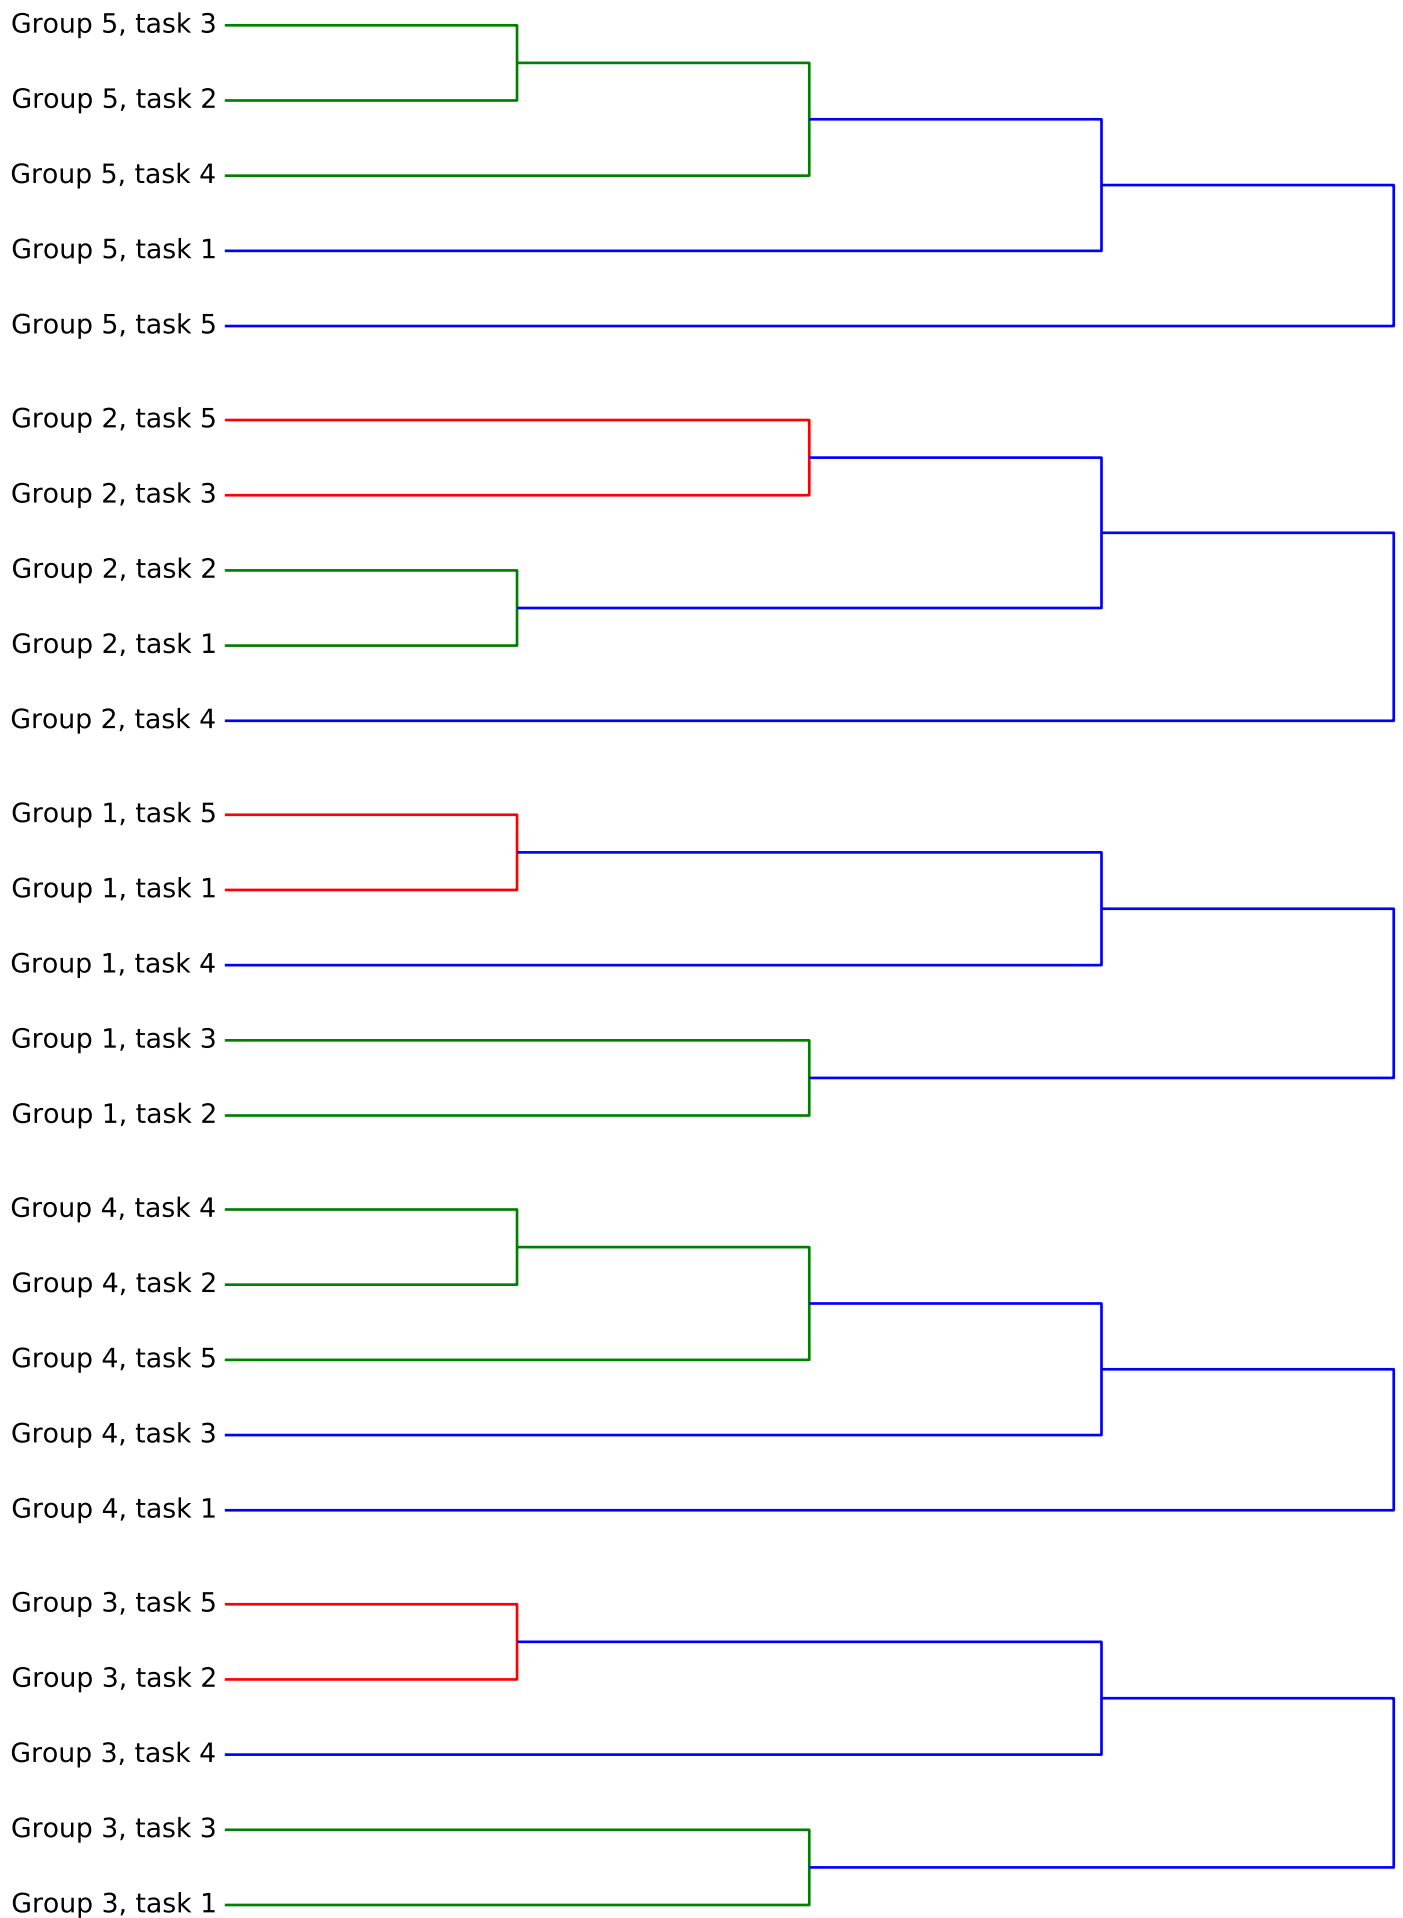 Group 5, task 3
Group 5, task 2
Group 5, task 4
Group 5, task 1
Group 5, task 5
Group 2, task 5
Group 2, task 3
Group 2, task 2
Group 2, task 1
Group 2, task 4
Group 1, task 5
Group 1, task 1
Group 1, task 4
Group 1, task 3
Group 1, task 2
Group 4, task 4
Group 4, task 2
Group 4, task 5
Group 4, task 3
Group 4, task 1
Group 3, task 5
Group 3, task 2
Group 3, task 4
Group 3, task 3
Group 3, task 1